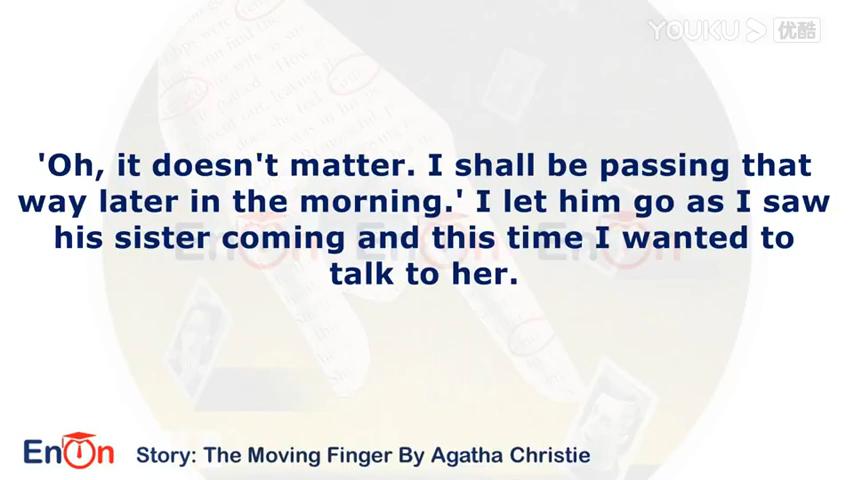 YOUKU 优酷
'Oh, it doesn't matter. I shall be passing that
way later in the morning.' I let him go as I saw
his sister coming and this time I wanted to
talk to her.
EnOn
Story: The Moving Finger By Agatha Christie